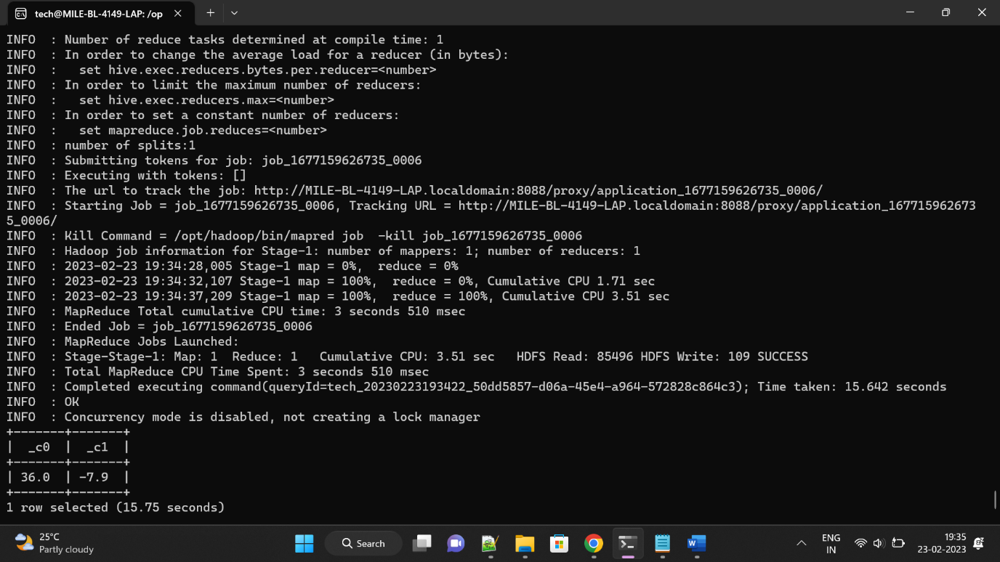 tech@MILE-BL-4149-LAP: /op
INFO  : Number of reduce tasks determined at compile time: 1
INFO  : In order to change the average load for a reducer (in bytes):
INFO  :   set hive.exec.reducers.bytes.per.reducer=<number>
INFO  : In order to limit the maximum number of reducers:
INFO  :   set hive.exec.reducers.max=<number>
INFO  : In order to set a constant number of reducers:
INFO  :   set mapreduce.job.reduces=<number>
INFO  : number of splits:1
INFO  : Submitting tokens for job: job_1677159626735_0006
INFO  : Executing with tokens: []
INFO  : The url to track the job: http://MILE-BL-4149-LAP.localdomain:8088/proxy/application_1677159626735_0006/
INFO  : Starting Job = job_1677159626735_0006, Tracking URL = http://MILE-BL-4149-LAP.localdomain:8088/proxy/application_167715962673
5_0006/
INFO  : Kill Command = /opt/hadoop/bin/mapred job  -kill job_1677159626735_0006
INFO  : Hadoop job information for Stage-1: number of mappers: 1; number of reducers: 1
INFO  : 2023-02-23 19:34:28,005 Stage-1 map = 0%,  reduce = 0%
INFO  : 2023-02-23 19:34:32,107 Stage-1 map = 100%,  reduce = 0%, Cumulative CPU 1.71 sec
INFO  : 2023-02-23 19:34:37,209 Stage-1 map = 100%,  reduce = 100%, Cumulative CPU 3.51 sec
INFO  : MapReduce Total cumulative CPU time: 3 seconds 510 msec
INFO  : Ended Job = job_1677159626735_0006
INFO  : MapReduce Jobs Launched:
INFO  : Stage-Stage-1: Map: 1  Reduce: 1   Cumulative CPU: 3.51 sec   HDFS Read: 85496 HDFS Write: 109 SUCCESS
INFO  : Total MapReduce CPU Time Spent: 3 seconds 510 msec
INFO  : Completed executing command(queryId=tech_20230223193422_50dd5857-d06a-45e4-a964-572828c864c3); Time taken: 15.642 seconds
INFO  : OK
INFO  : Concurrency mode is disabled, not creating a lock manager
+-------+-------+
|  _c0  |  _c1  |
+-------+-------+
| 36.0  | -7.9  |
+-------+-------+
1 row selected (15.75 seconds)
25°C
Partly cloudy
Search
ENG
IN
19:35
23-02-2023